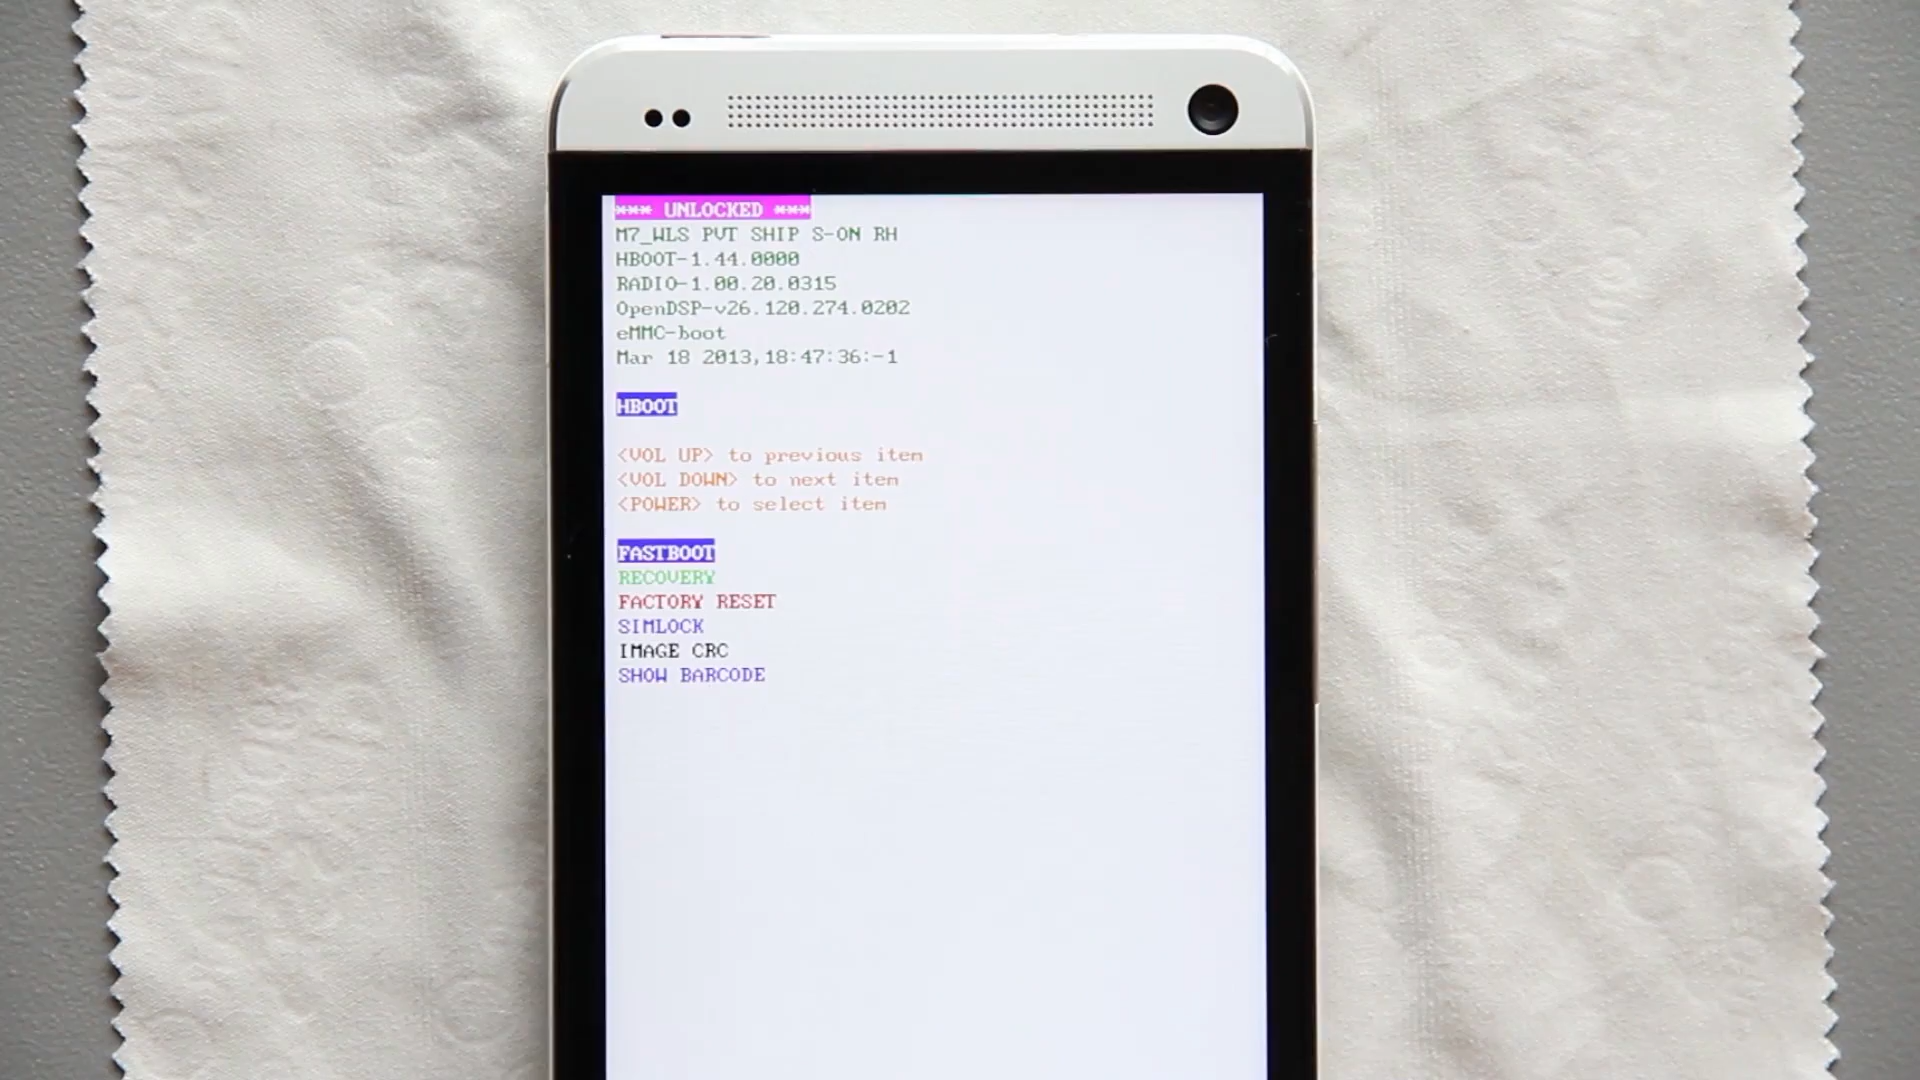 *** UNLOCKED ***
M7_WLS PVT SHIP S-ON RH
HBOOT-1.44.0000
RADIO-1.00.20.0315
OpenDSP-v26.120.274.0202
eMMC-boot
Mar 18 2013,18:47:36:-1
HBOOT
<VOL UP> to previous item
<VOL DOWN> to next item
<POWER> to select item
FASTBOOT
RECOVERY
FACTORY RESET
SIMLOCK
IMAGE CRC
SHOW BARCODE